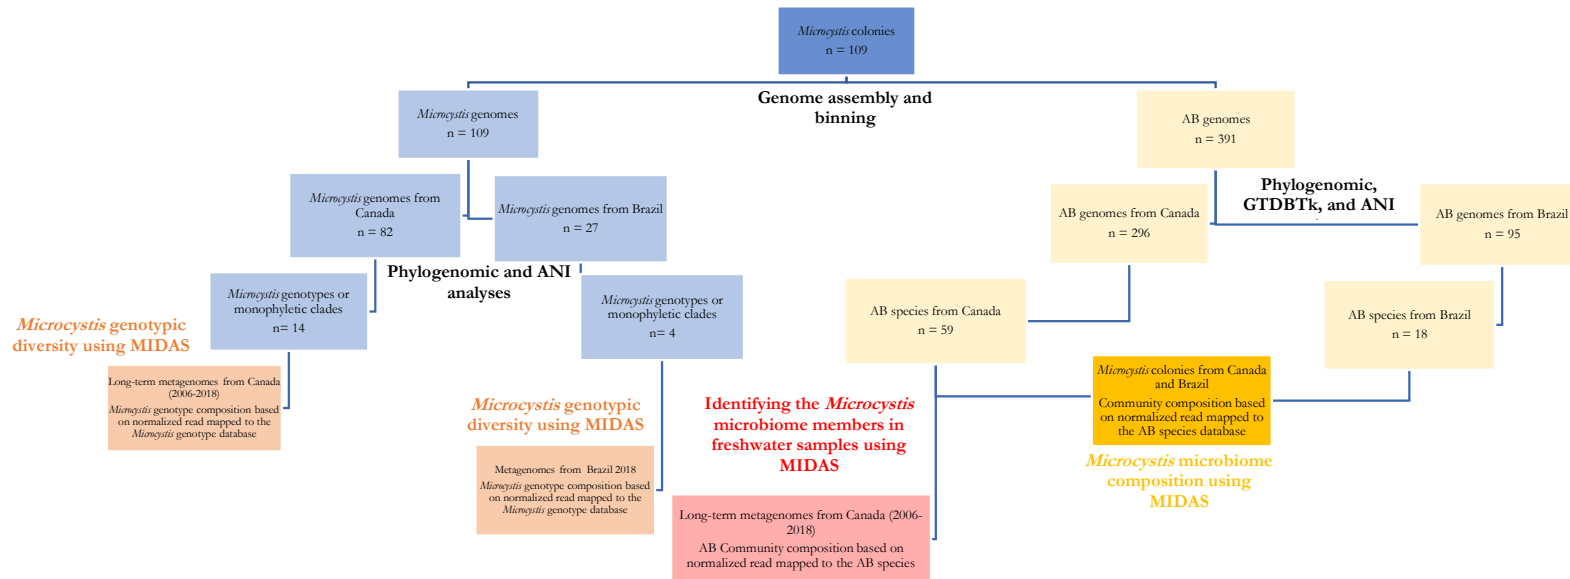 Microcystis colonies
n = 109
Genome assembly and
binning
Microcystis genomes
n = 109
AB genomes
n = 391
Microcystis genomes from
Canada
n = 82
Microcystis genomes from Brazil
n = 27
Phylogenomic and ANI
analyses
Phylogenomic,
GTDBTk, and ANI
AB genomes from Canada
n = 296
AB genomes from Brazil
n = 95
Microcystis genotypes or
monophyletic clades
n= 14
Microcystis genotypes or
monophyletic clades
n= 4
AB species from Canada
n = 59
AB species from Brazil
n = 18
Microcystis genotypic
diversity using MIDAS
Long-term metagenomes from Canada
(2006-2018)
Microcystis genotype composition based
on normalized read mapped to the
Microcystis genotype database
Microcystis genotypic
diversity using MIDAS
Metagenomes from Brazil 2018
Microcystis genotype composition based
on normalized read mapped to the
Microcystis genotype database
Identifying the Microcystis
microbiome members in
freshwater samples using
MIDAS
Long-term metagenomes from Canada (2006-
2018)
AB Community composition based on
normalized read mapped to the AB species
Microcystis colonies from Canada
and Brazil
Community composition based
on normalized read mapped to
the AB species database
Microcystis microbiome
composition using
MIDAS